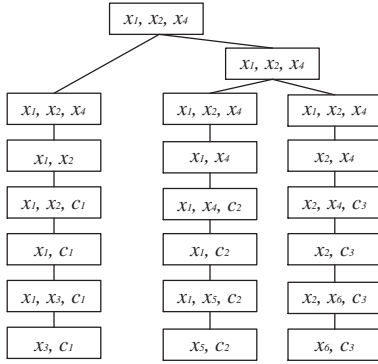 x₁, x₂, x₄
x₁, x₂, x₄
x₁, x₂, x₄ x₁, x₂, x₄ x₁, x₂, x₄
x₁, x₂ x₁, x₄ x₂, x₄
x₁, x₂, c₁ x₁, x₄, c₂ x₂, x₄, c₃
x₁, c₁ x₁, c₂ x₂, c₃
x₁, x₃, c₁ x₁, x₅, c₂ x₂, x₆, c₃
x₃, c₁ x₅, c₂ x₆, c₃